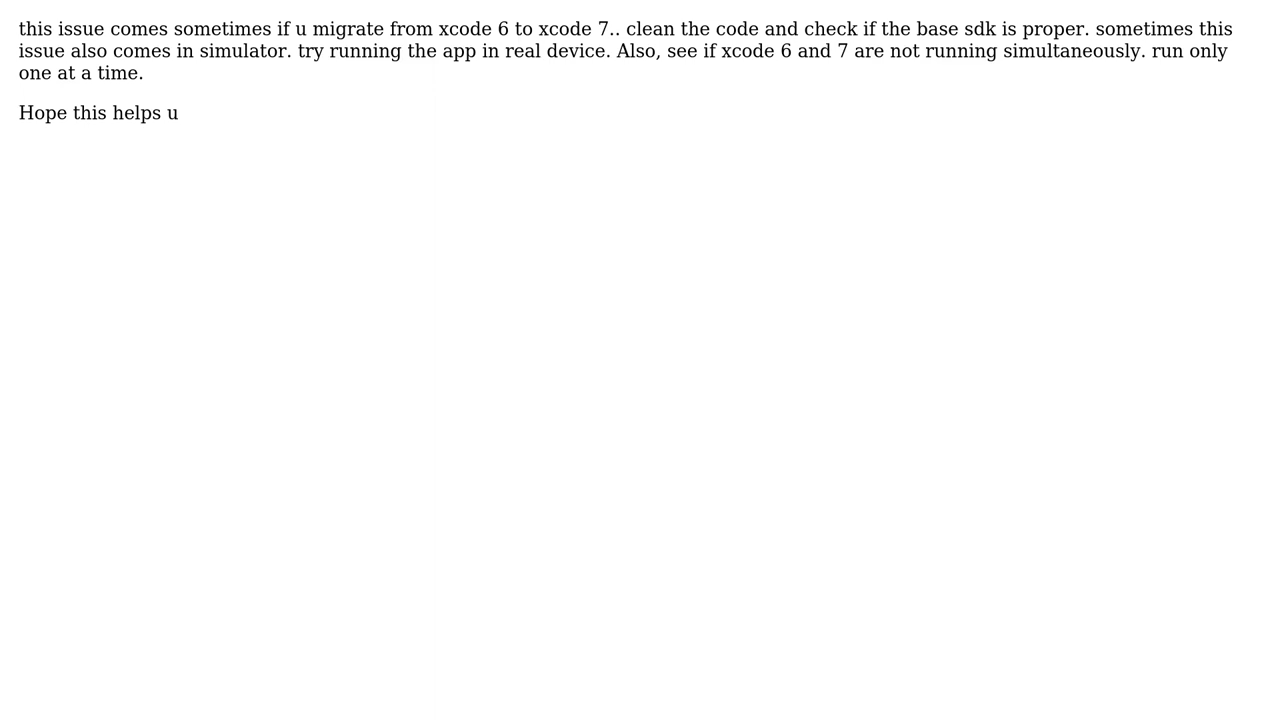 this issue comes sometimes if u migrate from xcode 6 to xcode 7.. clean the code and check if the base sdk is proper. sometimes this
issue also comes in simulator. try running the app in real device. Also, see if xcode 6 and 7 are not running simultaneously. run only
one at a time.
Hope this helps u